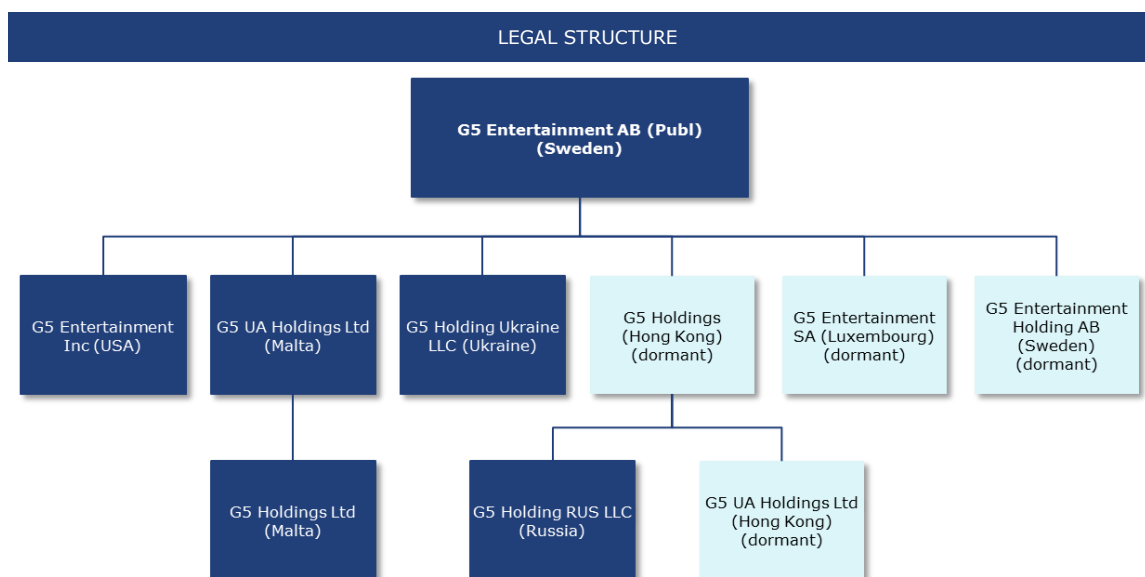 LEGAL STRUCTURE
G5 Entertainment AB (Publ)
(Sweden)
G5 Entertainment
Inc (USA)
G5 UA Holdings Ltd
(Malta)
G5 Holding Ukraine
LLC (Ukraine)
G5 Holdings
(Hong Kong)
(dormant)
G5 Entertainment
SA (Luxembourg)
(dormant)
G5 Entertainment
Holding AB
(Sweden)
(dormant)
G5 Holdings Ltd
(Malta)
G5 Holding RUS LLC
(Russia)
G5 UA Holdings Ltd
(Hong Kong)
(dormant)